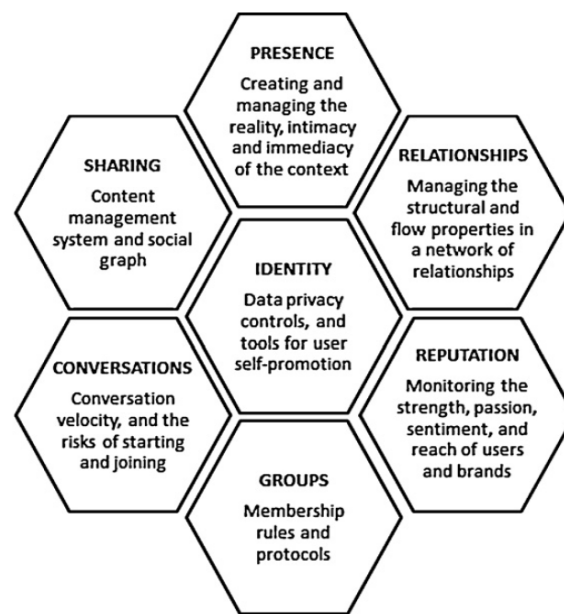 PRESENCE
Creating and
managing the
reality, intimacy
and immediacy
of the context
SHARING
Content
management
system and social
graph
RELATIONSHIPS
Managing the
structural and
flow properties in
a network of
relationships
IDENTITY
Data privacy
controls, and
tools for user
self-promotion
CONVERSATIONS
Conversation
velocity, and the
risks of starting
and joining
REPUTATION
Monitoring the
strength, passion,
sentiment, and
reach of users
and brands
GROUPS
Membership
rules and
protocols